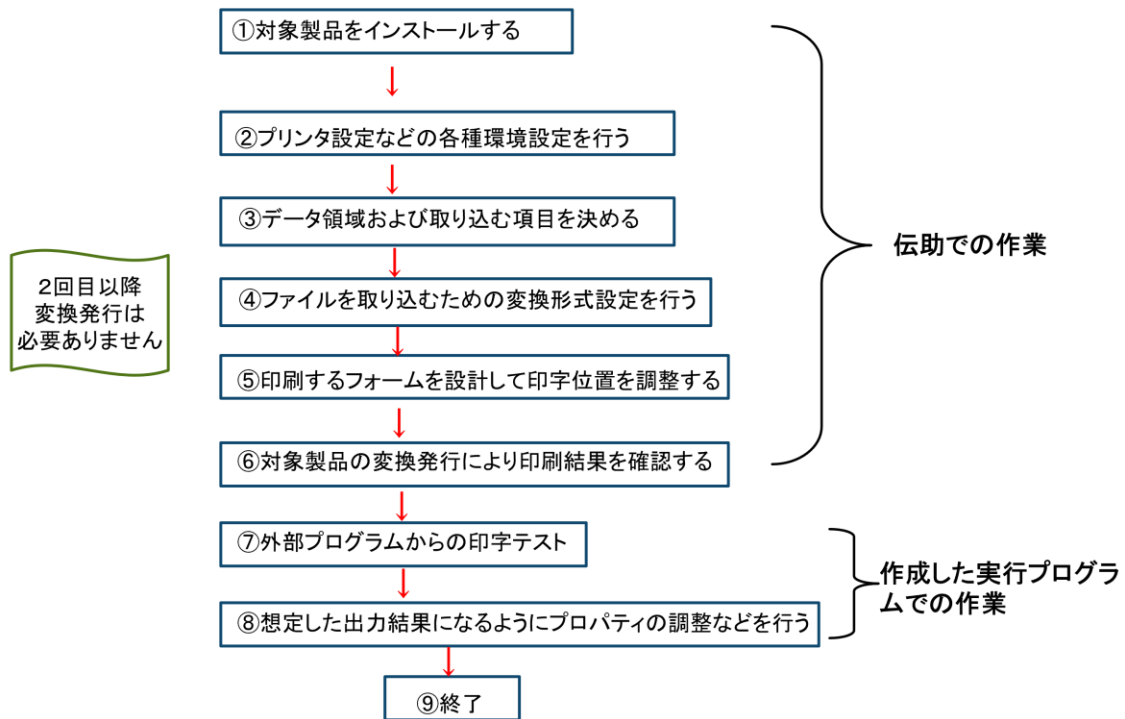 ①対象製品をインストールする
②プリンタ設定などの各種環境設定を行う
③データ領域および取り込む項目を決める
④ファイルを取り込むための変換形式設定を行う
⑤印刷するフォームを設計して印字位置を調整する
⑥対象製品の変換発行により印刷結果を確認する
伝助での作業
2回目以降
変換発行は
必要ありません
⑦外部プログラムからの印字テスト
⑧想定した出力結果になるようにプロパティの調整などを行う
作成した実行プログラ
ムでの作業
⑨終了